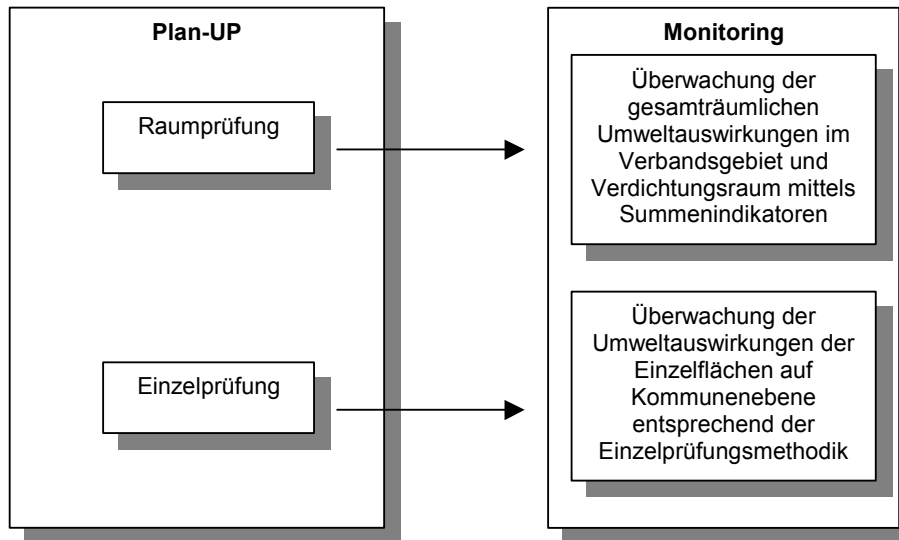 Plan-UP
Raumprüfung
Einzelprüfung
Monitoring
Überwachung der
gesamträumlichen
Umweltauswirkungen im
Verbandsgebiet und
Verdichtungsraum mittels
Summenindikatoren
Überwachung der
Umweltauswirkungen der
Einzelflächen auf
Kommunenebene
entsprechend der
Einzelprüfungsmethodik